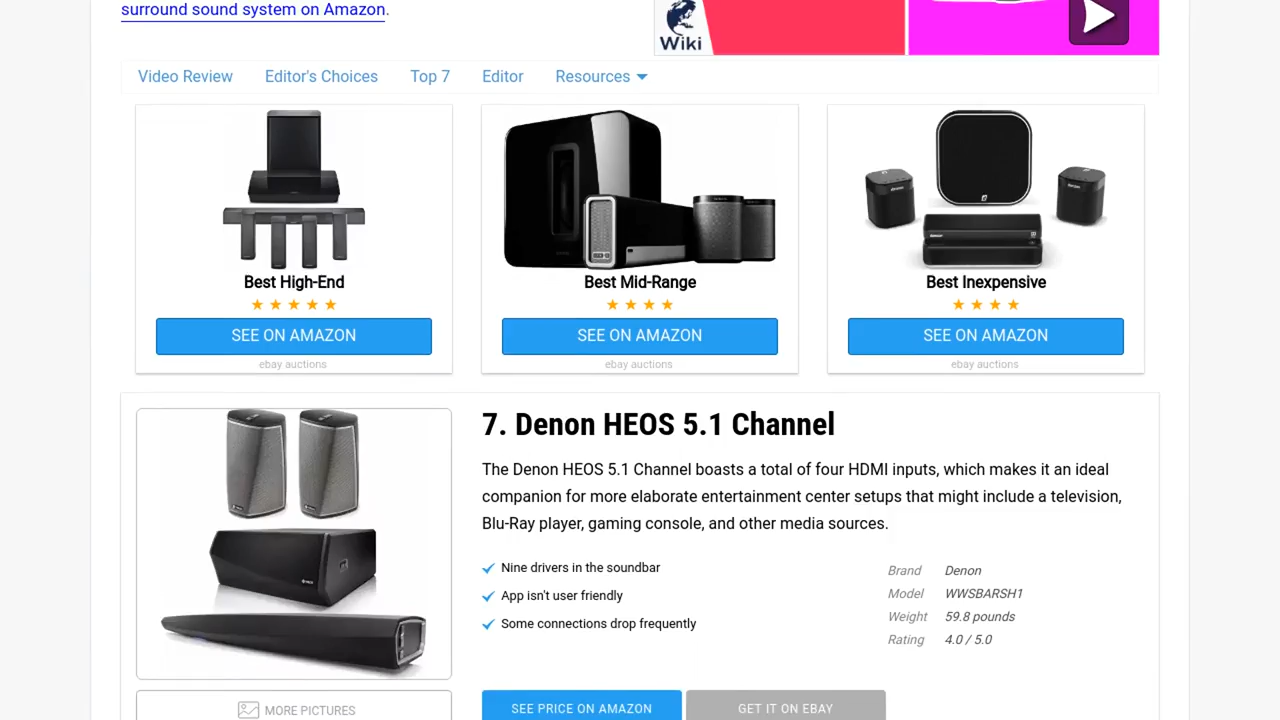 surround sound system on Amazon.
Wiki
Video Review Editor's Choices Top 7 Editor Resources
Best High-End
SEE ON AMAZON
ebay auctions
Best Mid-Range
SEE ON AMAZON
ebay auctions
Best Inexpensive
SEE ON AMAZON
ebay auctions
7. Denon HEOS 5.1 Channel
The Denon HEOS 5.1 Channel boasts a total of four HDMI inputs, which makes it an ideal
companion for more elaborate entertainment center setups that might include a television,
Blu-Ray player, gaming console, and other media sources.
Nine drivers in the soundbar
App isn't user friendly
Some connections drop frequently
Brand Denon
Model WWSBARSH1
Weight 59.8 pounds
Rating 4.0 / 5.0
MORE PICTURES
SEE PRICE ON AMAZON
GET IT ON EBAY